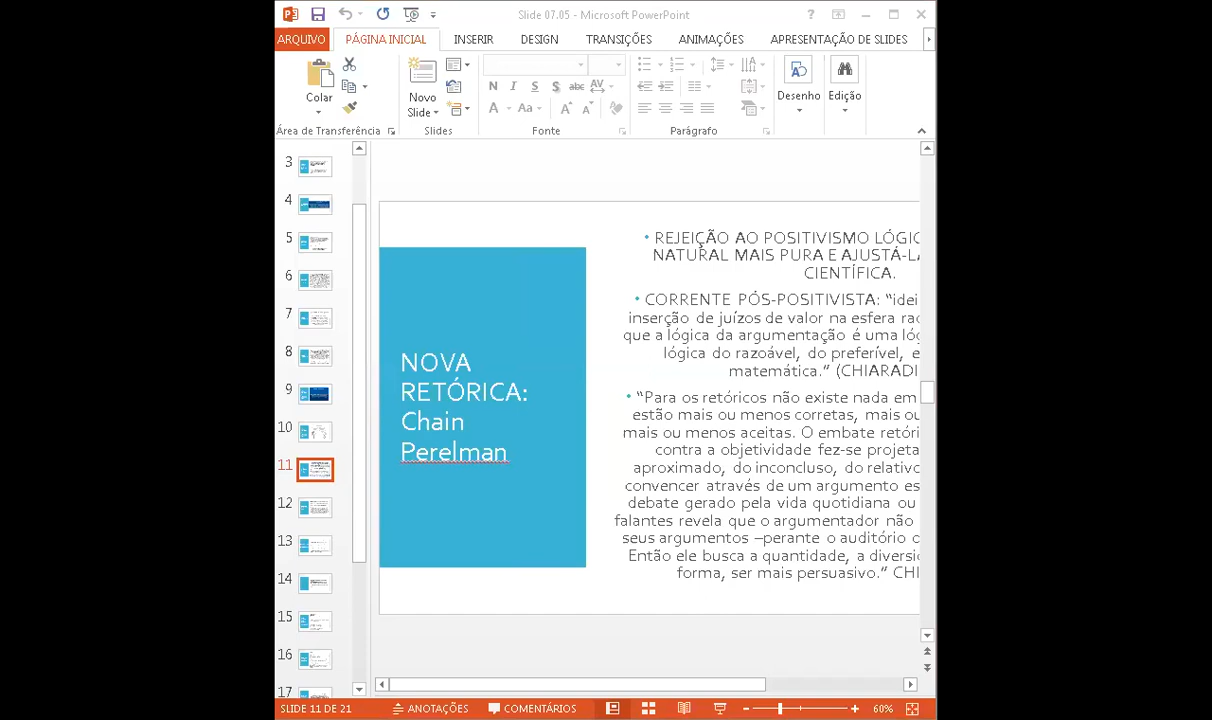 Slide 07.05 - Microsoft PowerPoint
ARQUIVO PÁGINA INICIAL INSERIR DESIGN TRANSIÇÕES ANIMAÇÕES APRESENTAÇÃO DE SLIDES
Colar
Novo
Slide
Desenho
Edição
Área de Transferência Slides Fonte Parágrafo
3
4
5
6
7
8
9
10
11
12
13
14
15
16
17
NOVA
RETÓRICA:
Chain
Perelman
• REJEIÇÃO AO POSITIVISMO LÓGIC
NATURAL MAIS PURA E AJUSTÁ-LA
CIENTÍFICA.
• CORRENTE PÓS-POSITIVISTA: “idei
inserção de juízos de valor na esfera rac
que a lógica da argumentação é uma lóg
lógica do razoável, do preferível, e
matemática.” (CHIARADI
• “Para os retóricos não existe nada em
estão mais ou menos corretas, mais ou
mais ou menos aceitas. O embate retóri
contra a objetividade fez-se projeta
aproximado, do inconcluso, do relativo
convencer através de um argumento es
debate gerado pela vida quotidiana ou
falantes revela que o argumentador não
seus argumentos –perante o auditório o
Então ele busca a quantidade, a diversi
forma, ser mais persuasivo.” CHI
SLIDE 11 DE 21 ANOTAÇÕES COMENTÁRIOS 60%